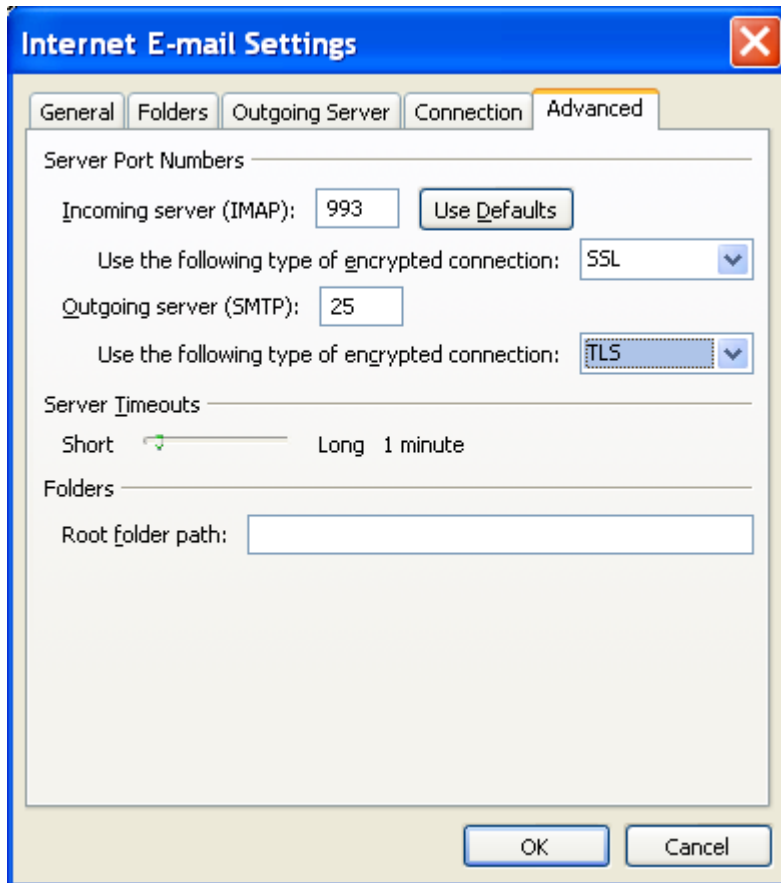 Internet E-mail Settings
General Folders Outgoing Server Connection Advanced
Server Port Numbers
Incoming server (IMAP): 993 Use Defaults
Use the following type of encrypted connection: SSL
Outgoing server (SMTP): 25
Use the following type of encrypted connection: TLS
Server Timeouts
Short Long 1 minute
Folders
Root folder path:
OK Cancel